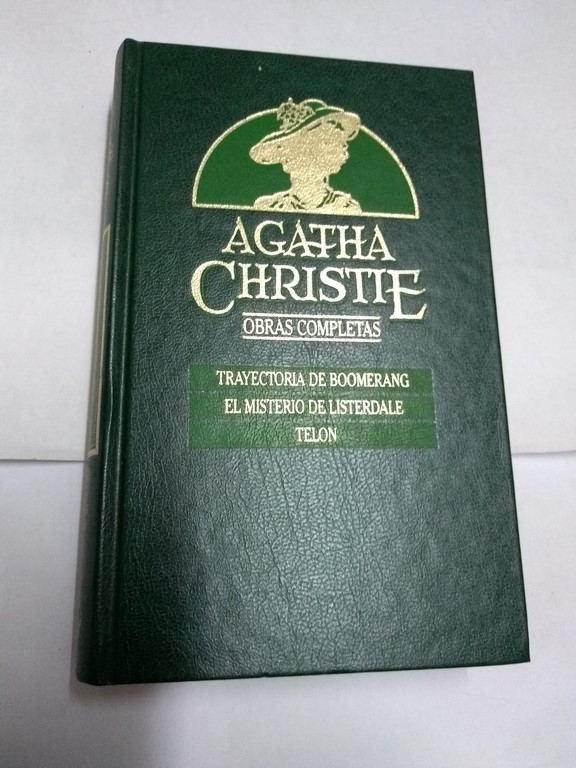 AGATHA
CHRISTIE
OBRAS COMPLETAS
TRAYECTORIA DE BOOMERANG
EL MISTERIO DE LISTERDALE
TELON